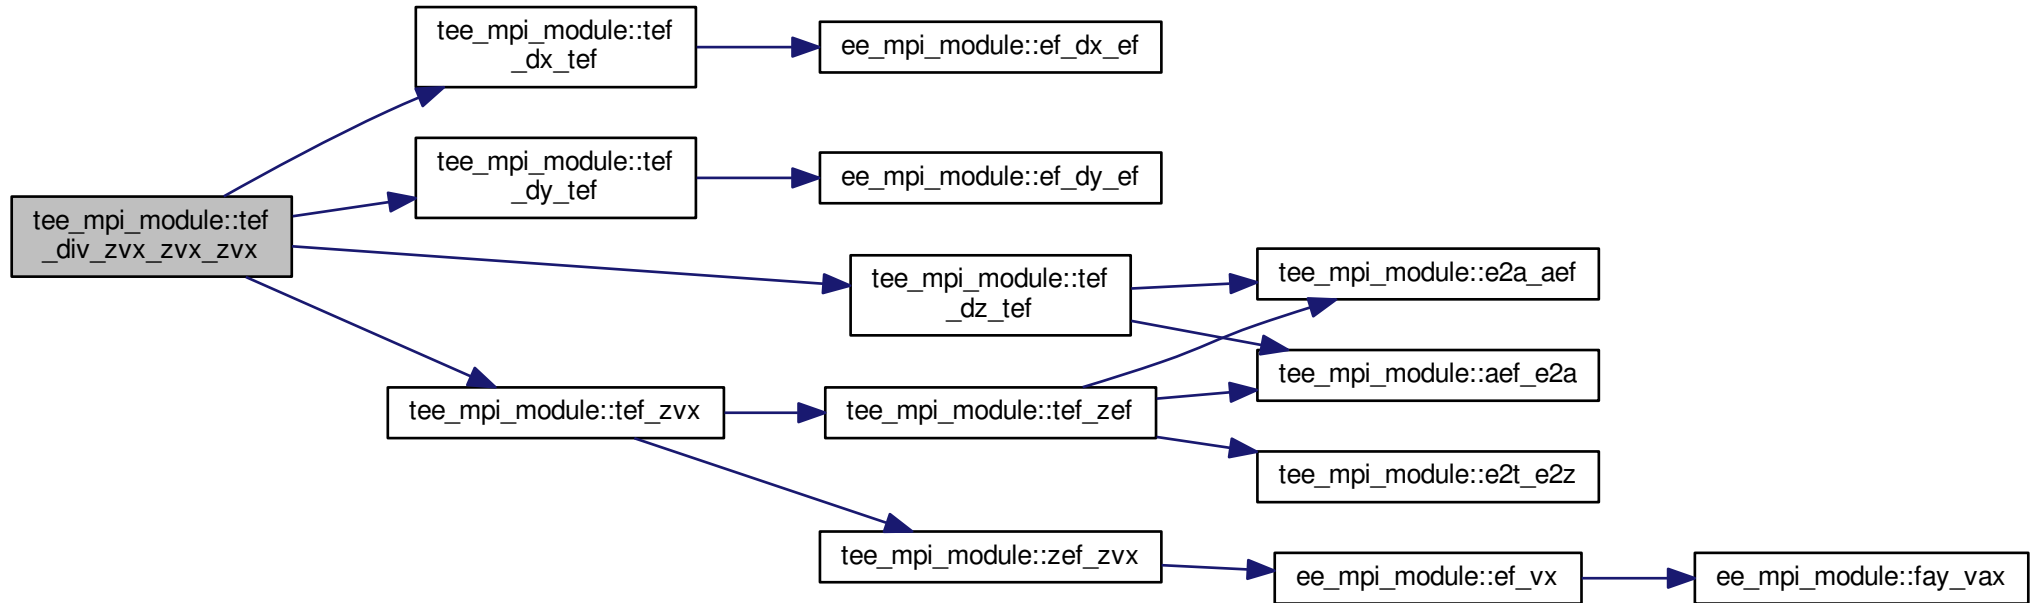 tee_mpi_module::tef
_div_zvx_zvx_zvx
tee_mpi_module::tef
_dx_tef
ee_mpi_module::ef_dx_ef
tee_mpi_module::tef
_dy_tef
ee_mpi_module::ef_dy_ef
tee_mpi_module::tef
_dz_tef
tee_mpi_module::e2a_aef
tee_mpi_module::aef_e2a
tee_mpi_module::tef_zvx
tee_mpi_module::tef_zef
tee_mpi_module::e2t_e2z
tee_mpi_module::zef_zvx
ee_mpi_module::ef_vx
ee_mpi_module::fay_vax